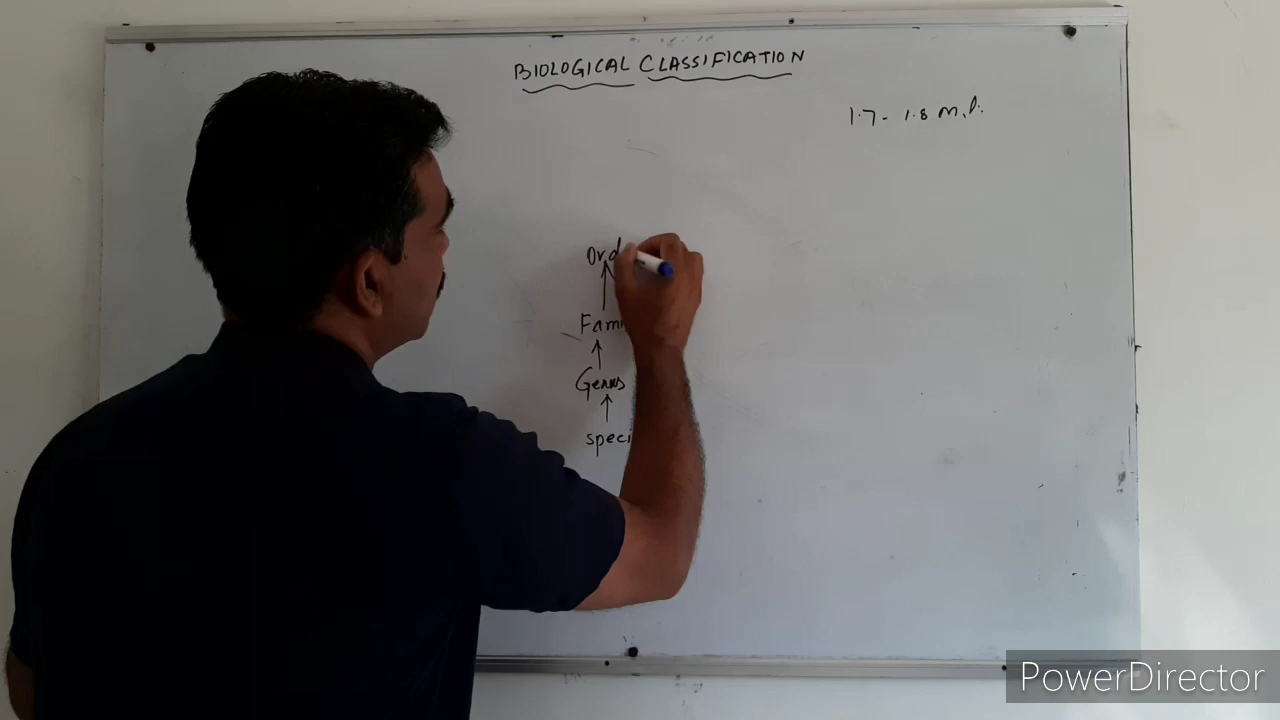 BIOLOGICAL CLASSIFICATION
1.7 - 1.8 m.
Ord
Fami
Genus
speci
PowerDirector